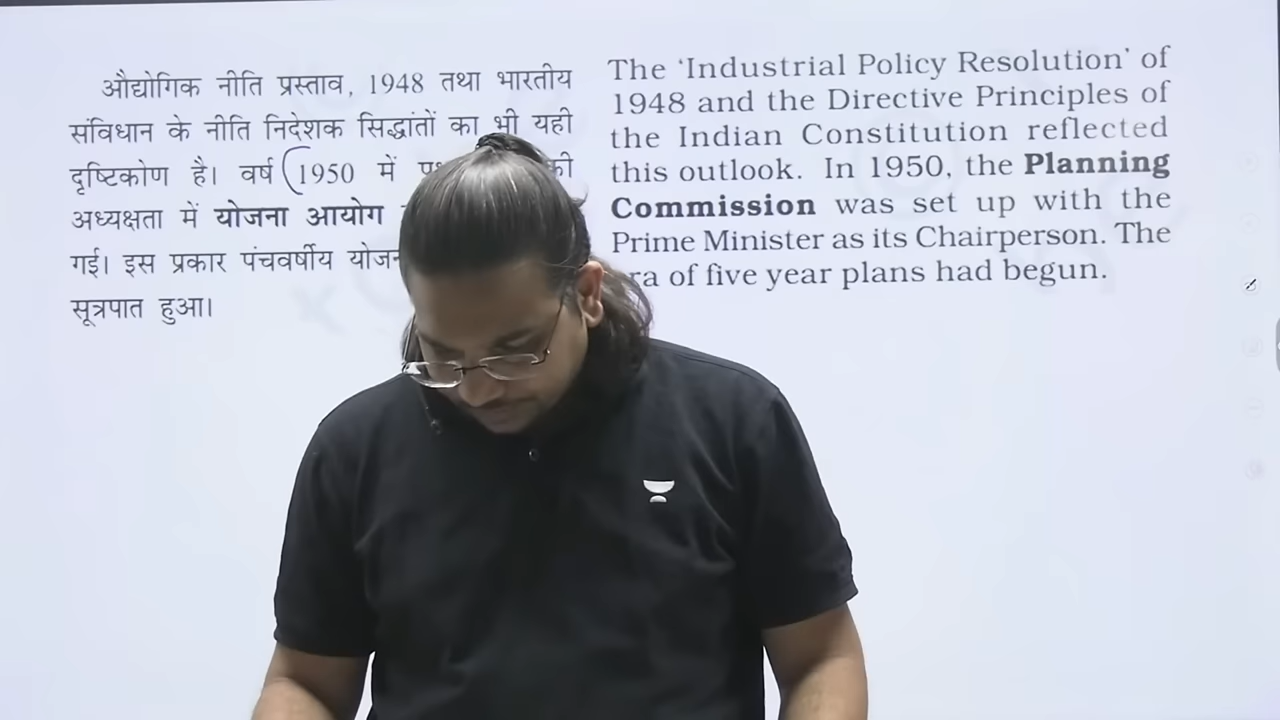 औद्योगिक नीति प्रस्ताव, 1948 तथा भारतीय
संविधान के नीति निदेशक सिद्धांतों का भी यही
दृष्टिकोण है। वर्ष 1950 में
अध्यक्षता में योजना आयोग
गई। इस प्रकार पंचवर्षीय
सूत्रपात हुआ।
The ‘Industrial Policy Resolution’ of
1948 and the Directive Principles of
the Indian Constitution reflected
this outlook. In 1950, the Planning
Commission was set up with the
Prime Minister as its Chairperson. The
ra of five year plans had begun.